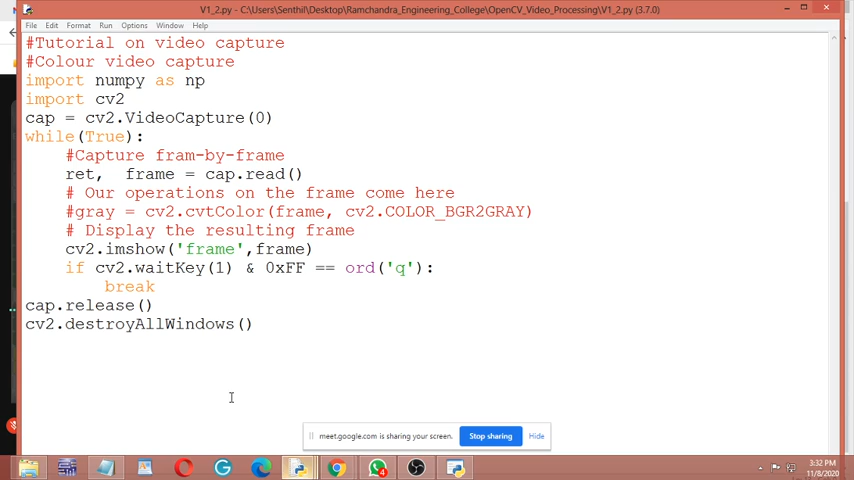 V1_2.py - C:\Users\Senthil\Desktop\Ramchandra_Engineering_College\OpenCV_Video_Processing\V1_2.py (3.7.0)
File Edit Format Run Options Window Help
#Tutorial on video capture
#Colour video capture
import numpy as np
import cv2
cap = cv2.VideoCapture(0)
while(True):
    #Capture fram-by-frame
    ret,  frame = cap.read()
    # Our operations on the frame come here
    #gray = cv2.cvtColor(frame, cv2.COLOR_BGR2GRAY)
    # Display the resulting frame
    cv2.imshow('frame',frame)
    if cv2.waitKey(1) & 0xFF == ord('q'):
        break
cap.release()
cv2.destroyAllWindows()
meet.google.com is sharing your screen. Stop sharing Hide
4
3:32 PM
11/8/2020